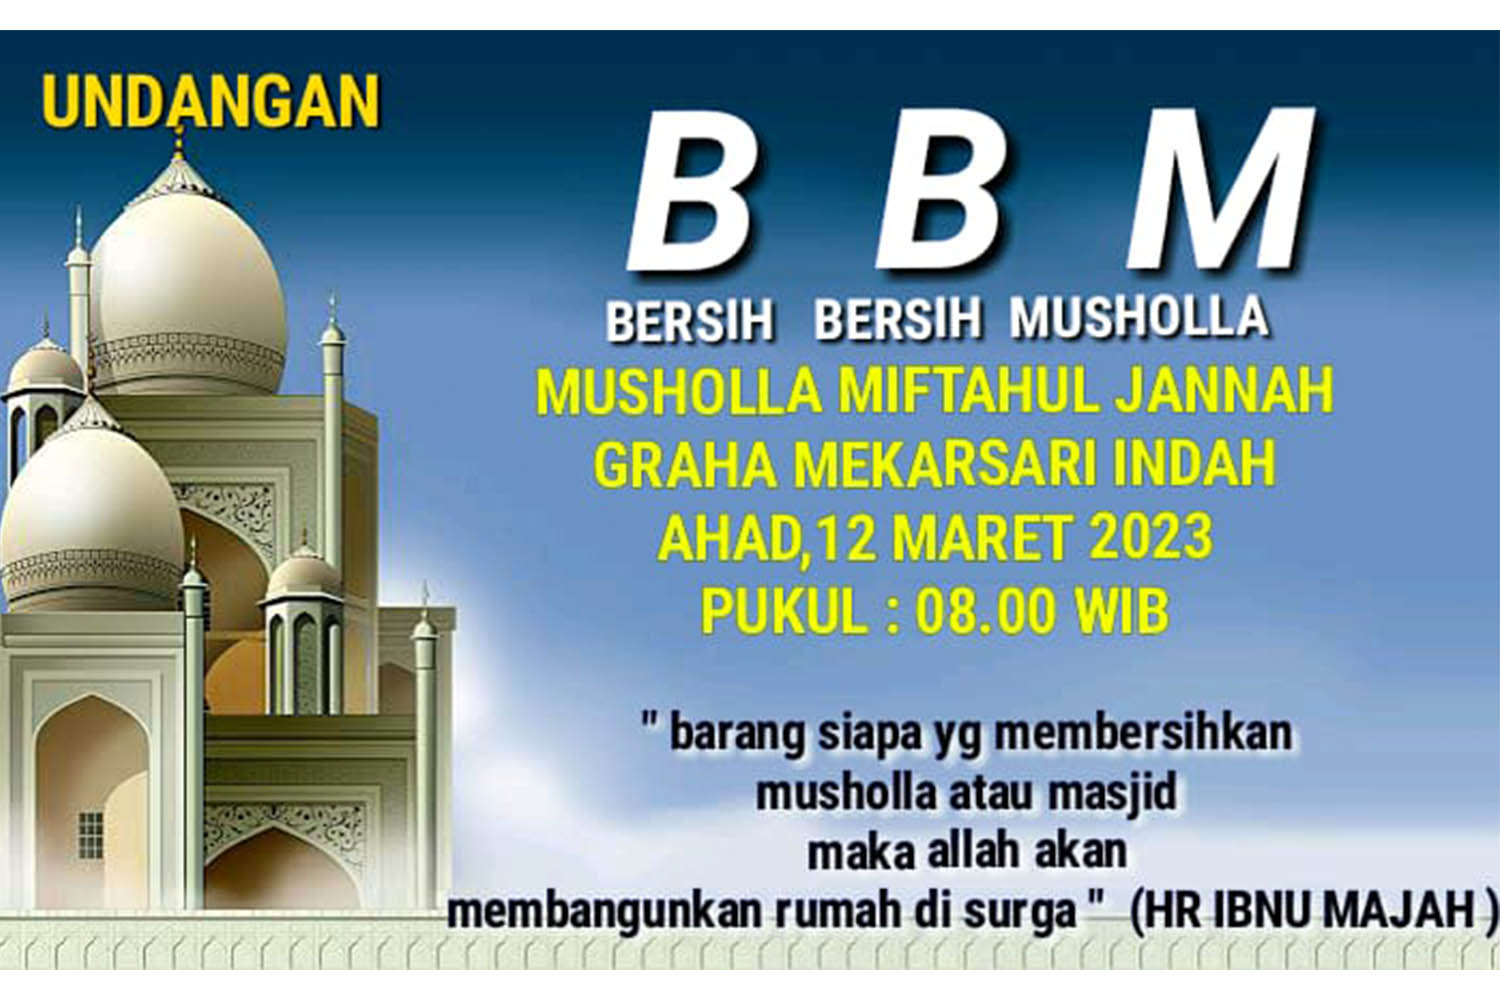 UNDANGAN
B B M
BERSIH BERSIH MUSHOLLA
MUSHOLLA MIFTAHUL JANNAH
GRAHA MEKARSARI INDAH
AHAD,12 MARET 2023
PUKUL : 08.00 WIB
" barang siapa yg membersihkan
musholla atau masjid
maka allah akan
membangunkan rumah di surga " (HR IBNU MAJAH )